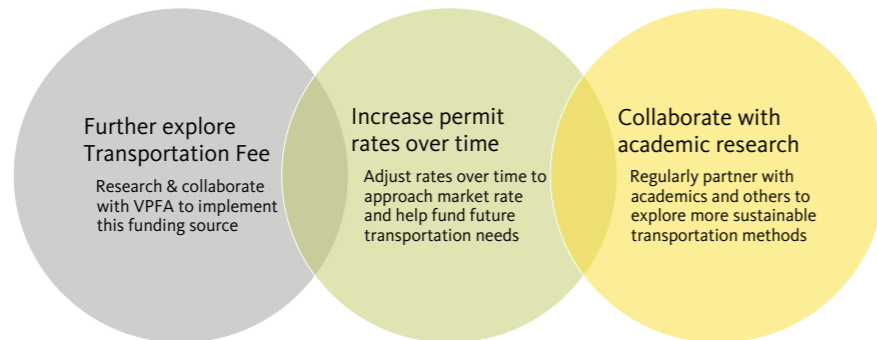 Further explore
Transportation Fee
Research & collaborate
with VPFA to implement
this funding source
Increase permit
rates over time
Adjust rates over time to
approach market rate
and help fund future
transportation needs
Collaborate with
academic research
Regularly partner with
academics and others to
explore more sustainable
transportation methods